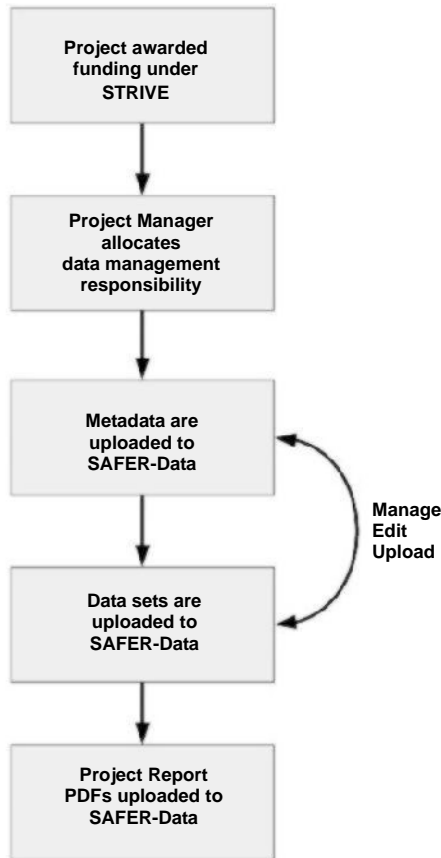 Project awarded
funding under
STRIVE
Project Manager
allocates
data management
responsibility
Metadata are
uploaded to
SAFER-Data
Manage
Edit
Upload
Data sets are
uploaded to
SAFER-Data
Project Report
PDFs uploaded to
SAFER-Data